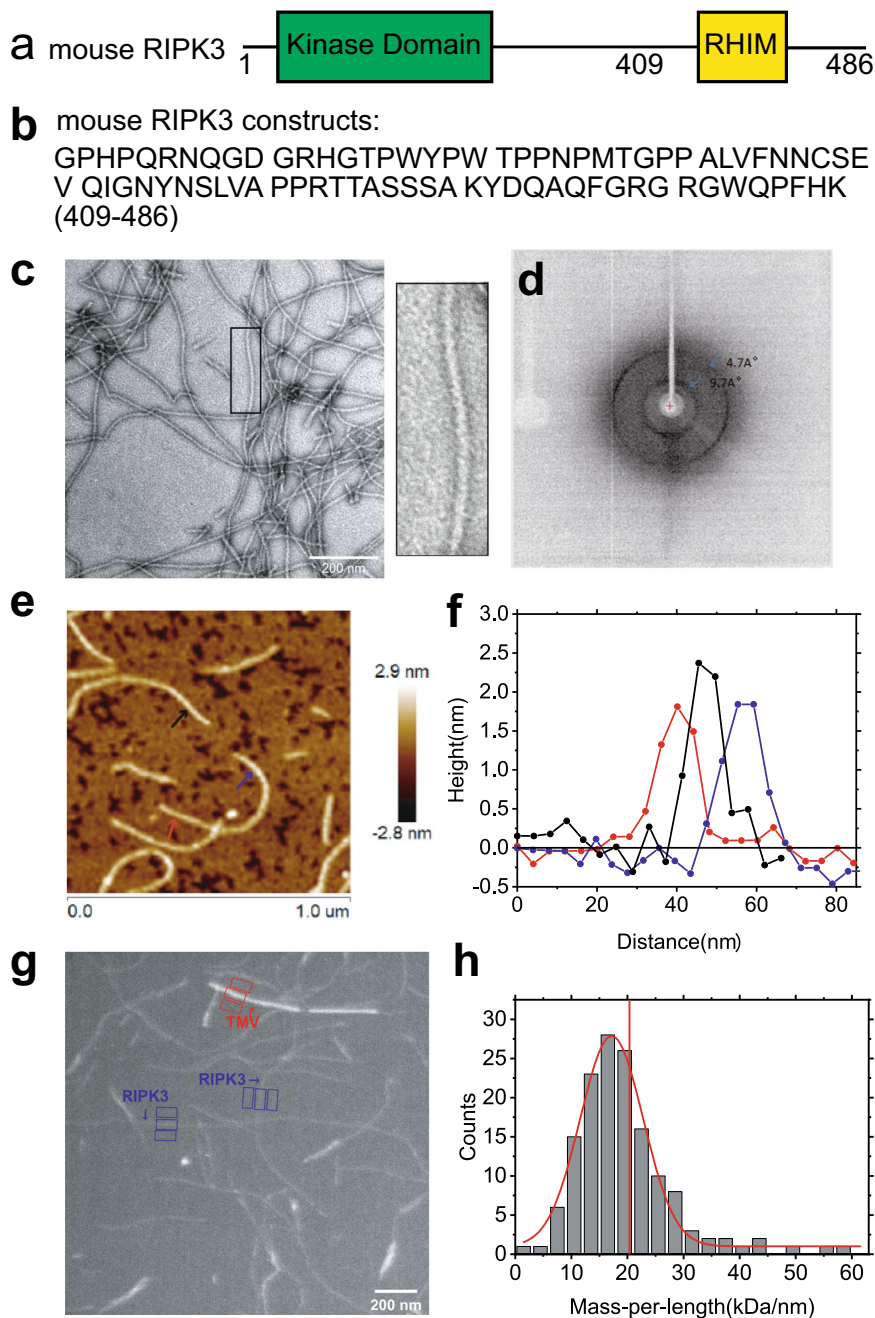 a mouse RIPK3 Kinase Domain RHIM
1 409 486
b mouse RIPK3 constructs:
GPHPQRNQGD GRHGTPWYPW TPPNPMTGPP ALVFNNCSE
V QIGNYNSLVA PPRTTASSSA KYDQAQFGRG RGWQPFHK
(409-486)
c
200 nm
d
4.7A°
9.7A°
e
2.9 nm
-2.8 nm
0.0 1.0 um
f
Height(nm)
3.0
2.5
2.0
1.5
1.0
0.5
0.0
-0.5
0 20 40 60 80
Distance(nm)
g
TMV
RIPK3→
RIPK3
↓
200 nm
h
Counts
30
25
20
15
10
5
0
0 10 20 30 40 50 60
Mass-per-length(kDa/nm)